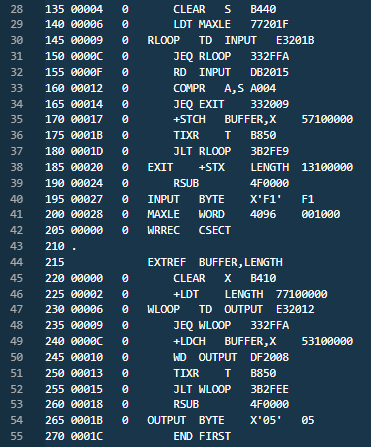 28 135 00004 0 CLEAR S B440
29 140 00006 0 LDT MAXLE 77201F
30 145 00009 0 RLOOP TD INPUT E3201B
31 150 0000C 0 JEQ RLOOP 332FFA
32 155 0000F 0 RD INPUT DB2015
33 160 00012 0 COMPR A,S A004
34 165 00014 0 JEQ EXIT 332009
35 170 00017 0 +STCH BUFFER,X 57100000
36 175 0001B 0 TIXR T B850
37 180 0001D 0 JLT RLOOP 3B2FE9
38 185 00020 0 EXIT +STX LENGTH 13100000
39 190 00024 0 RSUB 4F0000
40 195 00027 0 INPUT BYTE X'F1' F1
41 200 00028 0 MAXLE WORD 4096 001000
42 205 00000 0 WRREC CSECT
43 210 .
44 215 EXTREF BUFFER,LENGTH
45 220 00000 0 CLEAR X B410
46 225 00002 0 +LDT LENGTH 77100000
47 230 00006 0 WLOOP TD OUTPUT E32012
48 235 00009 0 JEQ WLOOP 332FFA
49 240 0000C 0 +LDCH BUFFER,X 53100000
50 245 00010 0 WD OUTPUT DF2008
51 250 00013 0 TIXR T B850
52 255 00015 0 JLT WLOOP 3B2FEE
53 260 00018 0 RSUB 4F0000
54 265 0001B 0 OUTPUT BYTE X'05' 05
55 270 0001C END FIRST